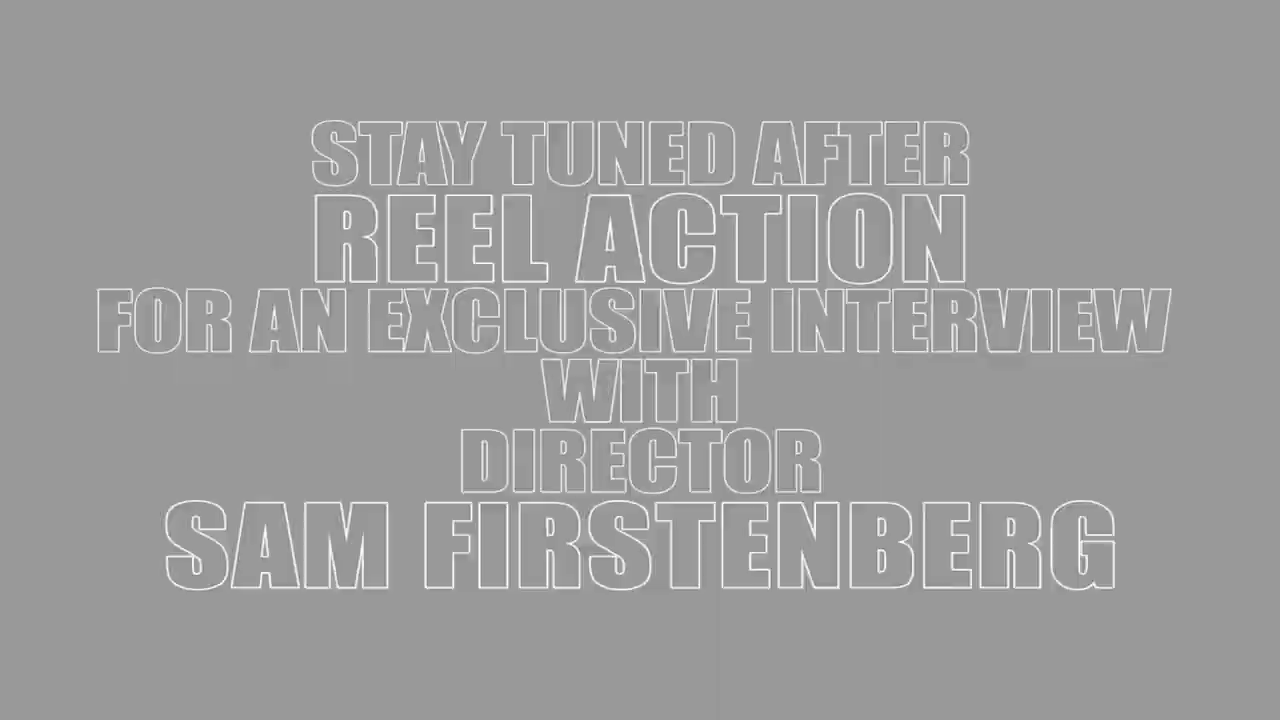 STAY TUNED AFTER
REEL ACTION
FOR AN EXCLUSIVE INTERVIEW
WITH
DIRECTOR
SAM FIRSTENBERG